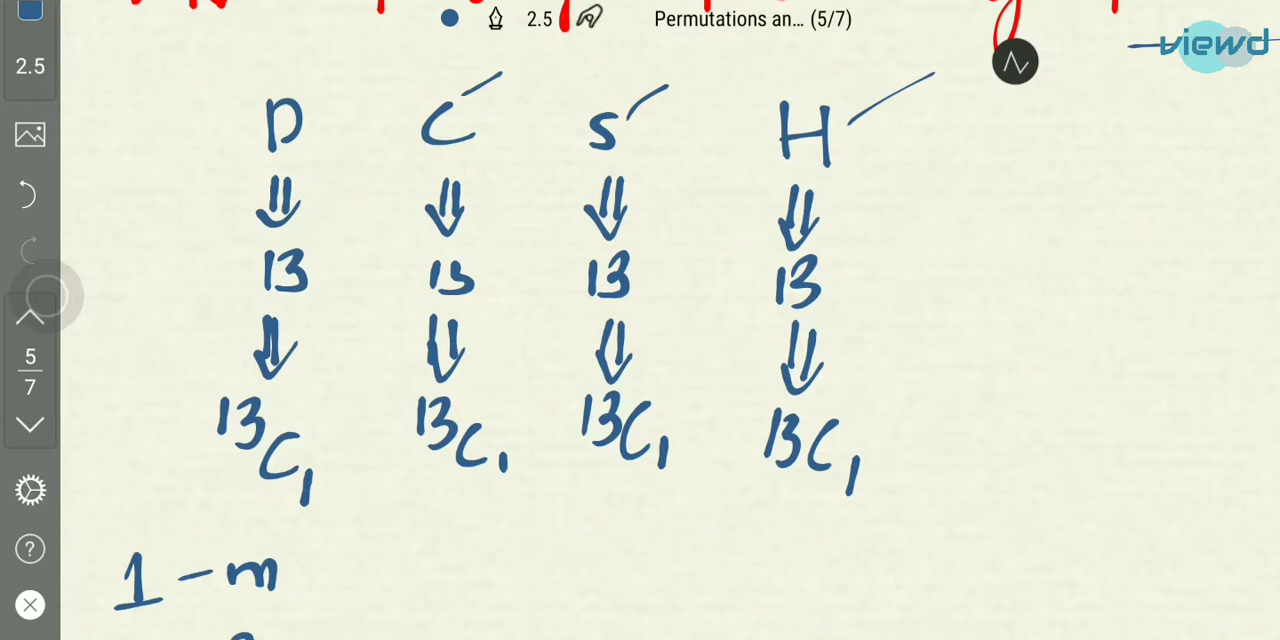 2.5 Permutations an... (5/7)
viewd
2.5
D C S H
13 13 13 13
13C1 13C1 13C1 13C1
5
7
1 - m
?